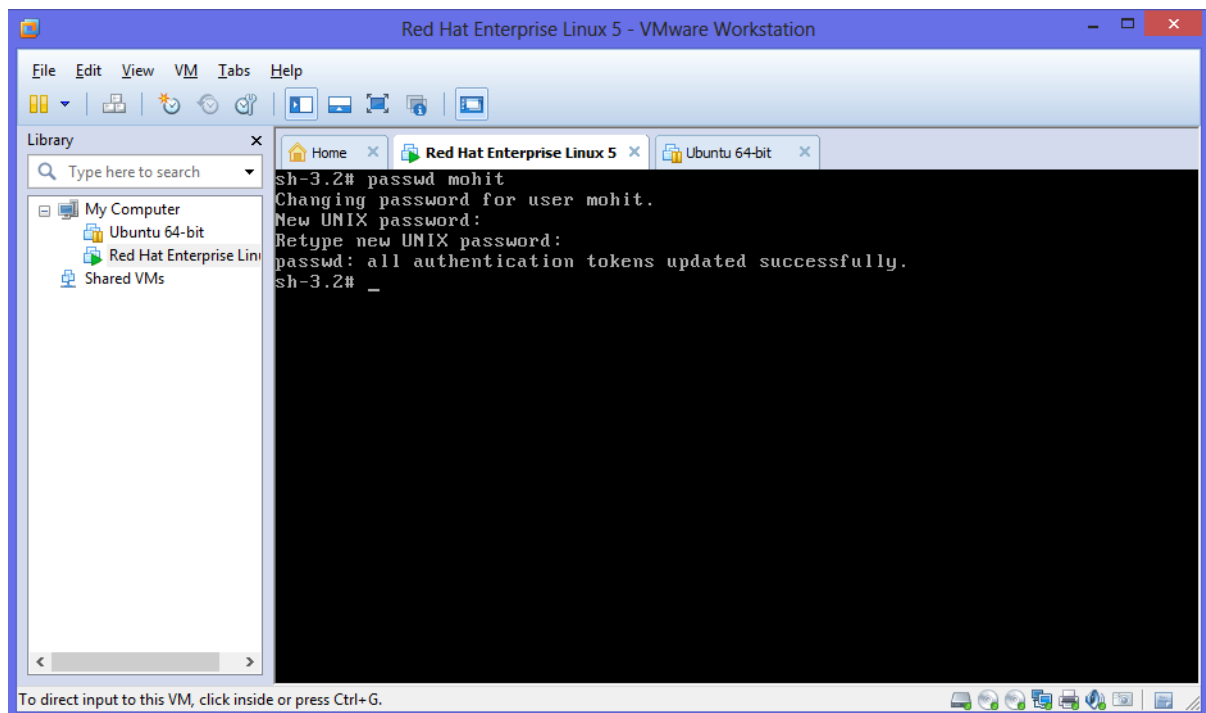 Red Hat Enterprise Linux 5 - VMware Workstation
File Edit View VM Tabs Help
Library
Type here to search
My Computer
Ubuntu 64-bit
Red Hat Enterprise Linu
Shared VMs
Home
Red Hat Enterprise Linux 5
Ubuntu 64-bit
sh-3.2# passwd mohit
Changing password for user mohit.
New UNIX password:
Retype new UNIX password:
passwd: all authentication tokens updated successfully.
sh-3.2# _
To direct input to this VM, click inside or press Ctrl+G.